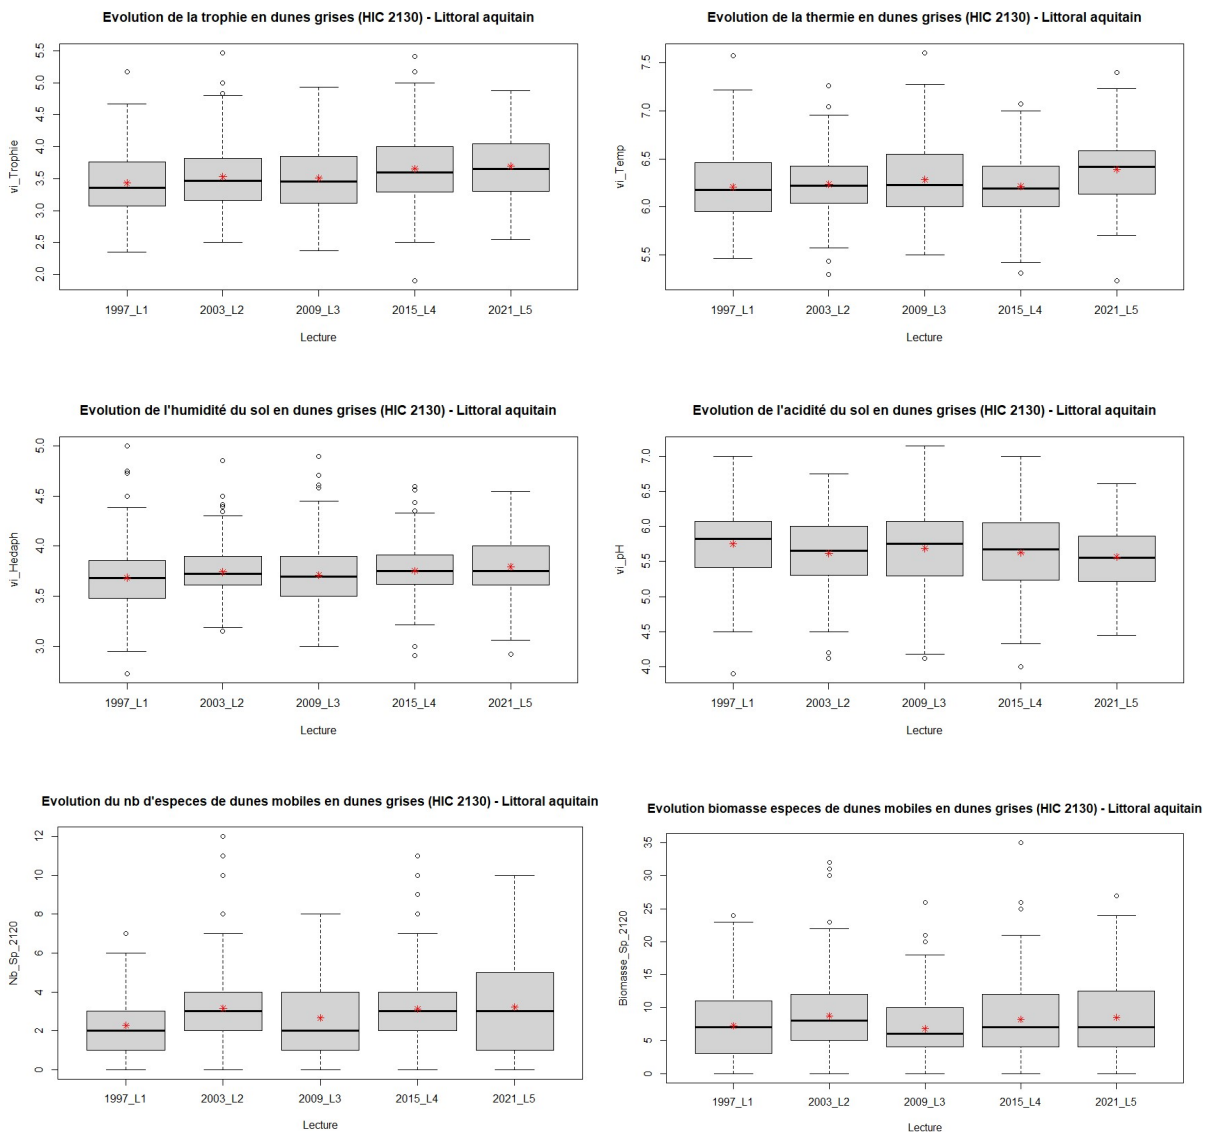 Evolution de la trophie en dunes grises (HIC 2130) - Littoral aquitain
vi_Trophie
5.5
5.0
4.5
4.0
3.5
3.0
2.5
2.0
1997_L1 2003_L2 2009_L3 2015_L4 2021_L5
Lecture
Evolution de la thermie en dunes grises (HIC 2130) - Littoral aquitain
vi_Temp
7.5
7.0
6.5
6.0
5.5
1997_L1 2003_L2 2009_L3 2015_L4 2021_L5
Lecture
Evolution de l'humidité du sol en dunes grises (HIC 2130) - Littoral aquitain
vi_Hedaph
5.0
4.5
4.0
3.5
3.0
1997_L1 2003_L2 2009_L3 2015_L4 2021_L5
Lecture
Evolution de l'acidité du sol en dunes grises (HIC 2130) - Littoral aquitain
vi_pH
7.0
6.5
6.0
5.5
5.0
4.5
4.0
1997_L1 2003_L2 2009_L3 2015_L4 2021_L5
Lecture
Evolution du nb d'especes de dunes mobiles en dunes grises (HIC 2130) - Littoral aquitain
Nb_Sp_2120
12
10
8
6
4
2
0
1997_L1 2003_L2 2009_L3 2015_L4 2021_L5
Lecture
Evolution biomasse especes de dunes mobiles en dunes grises (HIC 2130) - Littoral aquitain
Biomasse_Sp_2120
35
30
25
20
15
10
5
0
1997_L1 2003_L2 2009_L3 2015_L4 2021_L5
Lecture